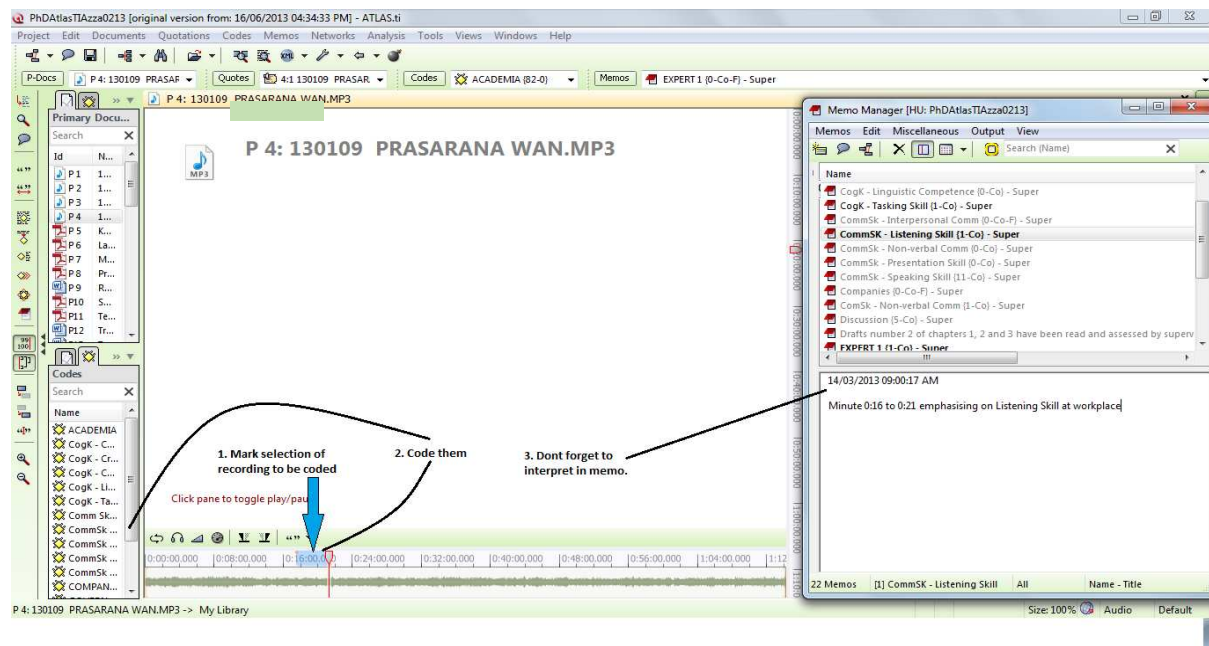 PhDAtlasTIAzza0213 [original version from: 16/06/2013 04:34:33 PM] - ATLAS.ti
Project Edit Documents Quotations Codes Memos Networks Analysis Tools Views Windows Help
P-Docs P 4: 130109 PRASAR Quotes 4:1 130109 PRASAR. Codes ACADEMIA {82-0} Memos EXPERT 1 {0-Co-F} - Super
P 4: 130109 PRASARANA WAN.MP3
Primary Docu...
Search
Id N...
P 1 1...
P 2 1...
P 3 1...
P 4 1...
P 5 K...
P 6 La...
P 7 M...
P 8 Pr...
P 9 R...
P10 S...
P11 Te...
P12 Tr...
Codes
Search
Name
ACADEMIA
CogK - C...
CogK - Cr...
CogK - C...
CogK - Li...
CogK - Ta...
Comm Sk...
CommSk ...
CommSk ...
CommSk ...
CommSk ...
COMPAN...
MP3
P 4: 130109 PRASARANA WAN.MP3
1. Mark selection of
recording to be coded
2. Code them
3. Dont forget to
interpret in memo.
Click pane to toggle play/pau
0:00:00,000 0:08:00,000 0:16:00,0 0:24:00.000 0:32:00.000 0:40:00.000 0:48:00.000 0:56:00.000 1:04:00.000 1:12
Memo Manager [HU: PhDAtlasTIAzza0213]
Memos Edit Miscellaneous Output View
Search (Name)
Name
CogK - Linguistic Competence {0-Co} - Super
CogK - Tasking Skill {1-Co} - Super
CommSk - Interpersonal Comm {0-Co-F} - Super
CommSK - Listening Skill {1-Co} - Super
CommSk - Non-verbal Comm {0-Co} - Super
CommSk - Presentation Skill {0-Co} - Super
CommSk - Speaking Skill {11-Co} - Super
Companies {0-Co-F} - Super
ComSk - Non-verbal Comm {1-Co} - Super
Discussion {5-Co} - Super
Drafts number 2 of chapters 1, 2 and 3 have been read and assessed by superv
EXPERT 1 {1-Co} - Super
14/03/2013 09:00:17 AM
Minute 0:16 to 0:21 emphasising on Listening Skill at workplace
22 Memos [1] CommSK - Listening Skill All Name - Title
P 4: 130109 PRASARANA WAN.MP3 -> My Library
Size: 100% Audio Default